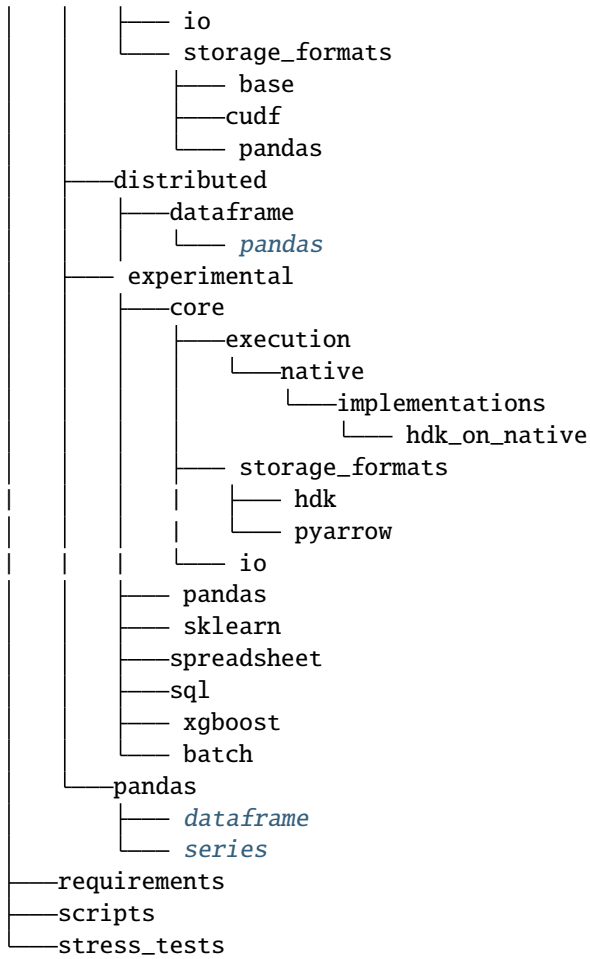 io
storage_formats
base
cudf
pandas
distributed
dataframe
pandas
experimental
core
execution
native
implementations
hdk_on_native
storage_formats
hdk
pyarrow
io
pandas
sklearn
spreadsheet
sql
xgboost
batch
pandas
dataframe
series
requirements
scripts
stress_tests